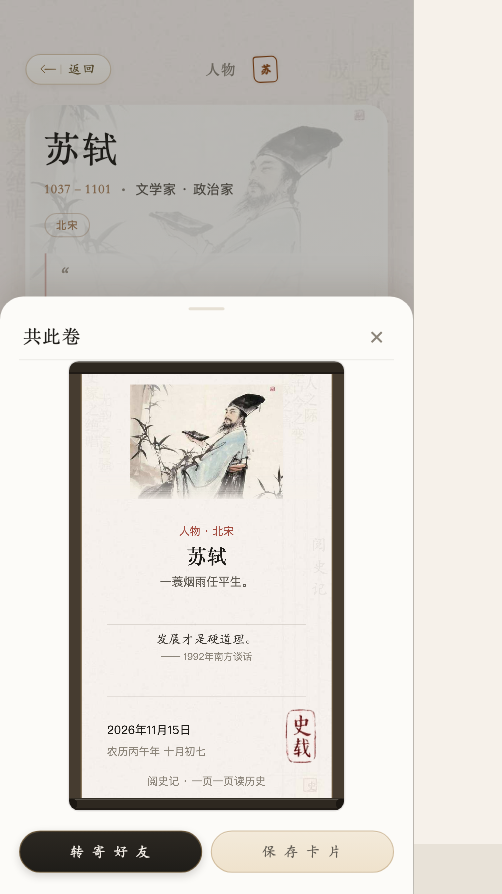 返回
人物
苏
苏轼
1037 – 1101 · 文学家 · 政治家
北宋
“
共此卷
人物 · 北宋
苏轼
一蓑烟雨任平生。
发展才是硬道理。
—— 1992年南方谈话
2026年11月15日
农历丙午年 十月初七
史载
阅史记
阅史记 · 一页一页读历史
转寄好友
保存卡片